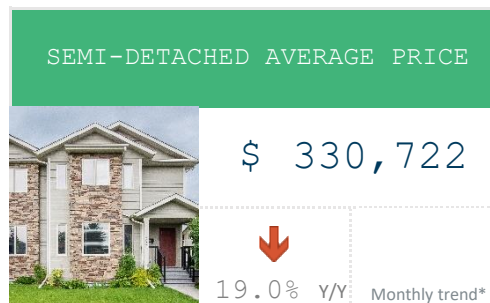 SEMI-DETACHED AVERAGE PRICE
$ 330,722
19.0% Y/Y Monthly trend*